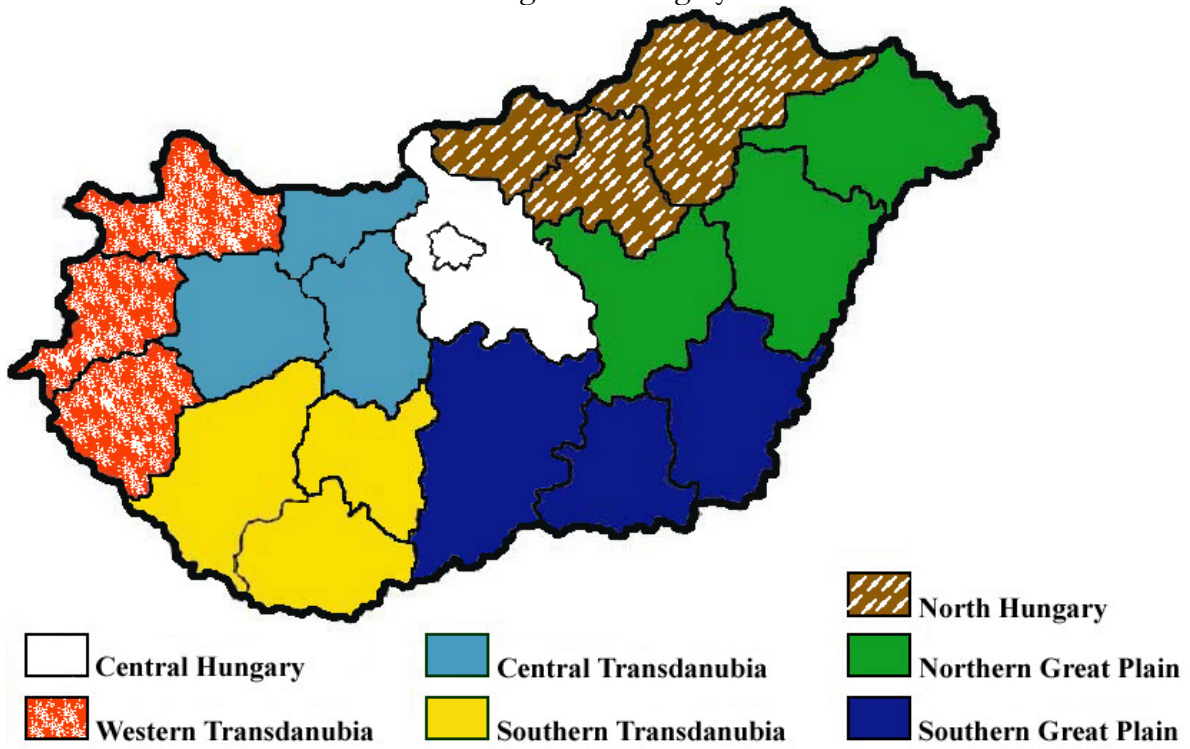 North Hungary
Central Hungary
Central Transdanubia
Northern Great Plain
Western Transdanubia
Southern Transdanubia
Southern Great Plain